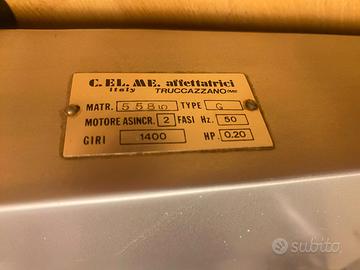 C.EL.ME. affettatrici
italy TRUCCAZZANO (MI)
MATR. TYPE G
MOTORE ASINCR. 2 FASI Hz. 50
GIRI 1400 HP. 0,20
subito